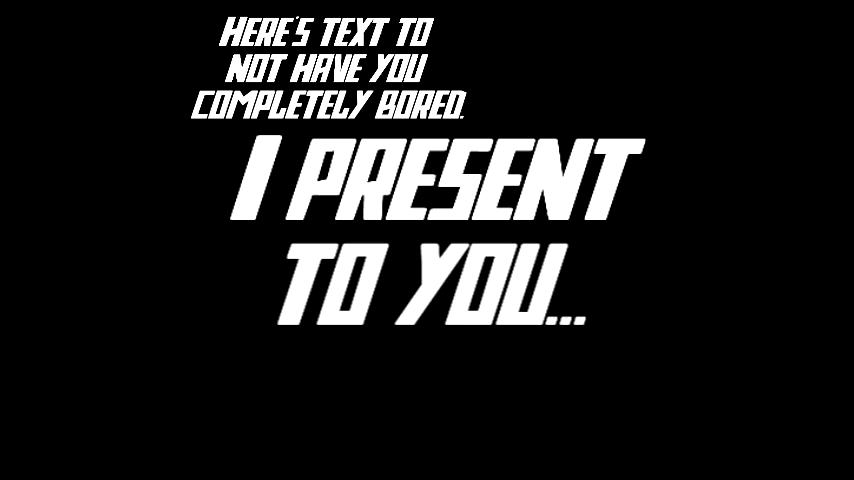 HERE'S TEXT TO
NOT HAVE YOU
COMPLETELY BORED.
I PRESENT
TO YOU...